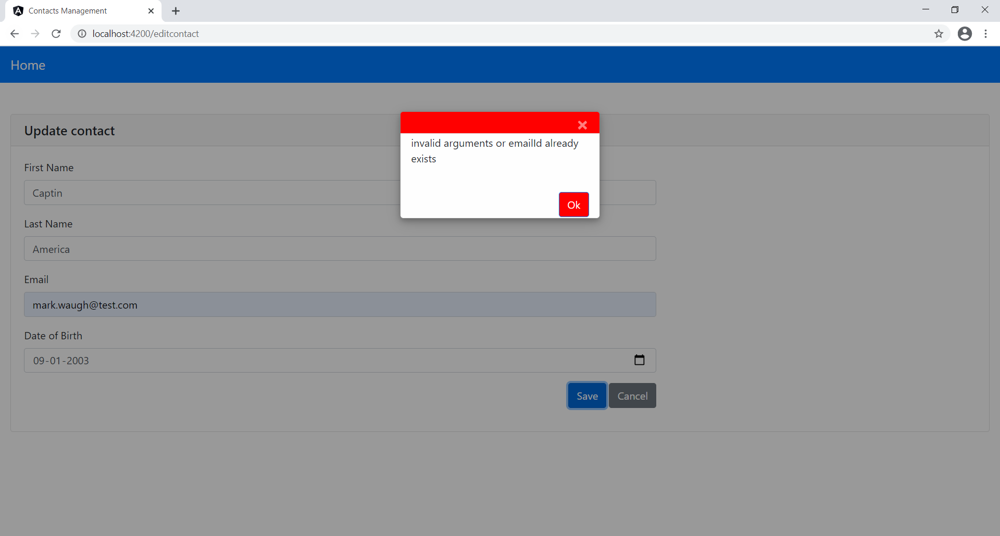 Contacts Management
localhost:4200/editcontact
Home
Update contact
invalid arguments or emailId already
exists
Ok
First Name
Captin
Last Name
America
Email
mark.waugh@test.com
Date of Birth
09-01-2003
Save Cancel